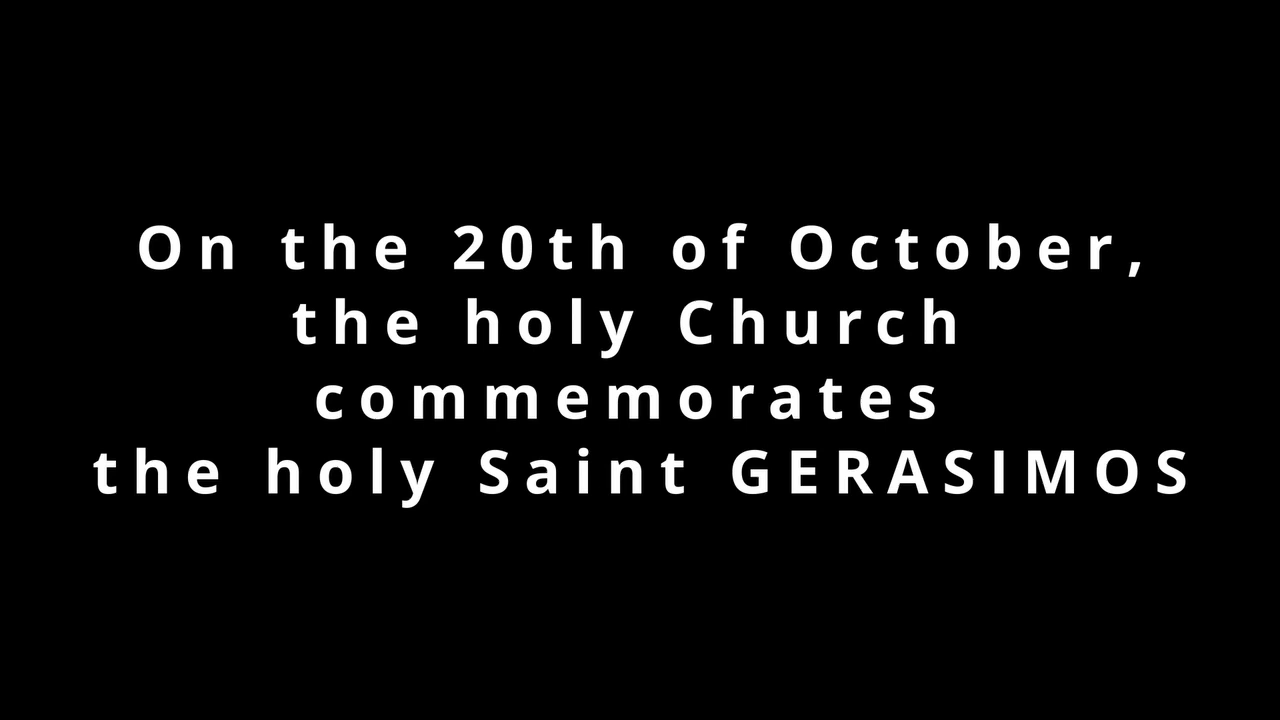 On the 20th of October,
the holy Church
commemorates
the holy Saint GERASIMOS